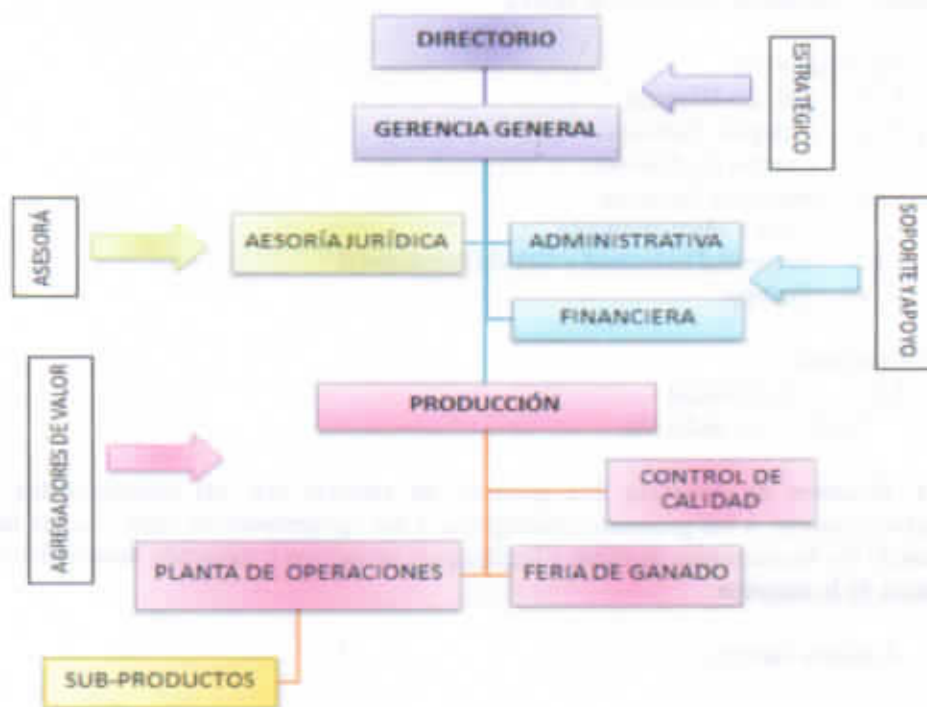 DIRECTORIO
ESTRATÉGICO
GERENCIA GENERAL
ASESORÁ
AESORÍA JURÍDICA
ADMINISTRATIVA
SOPORTE Y APOYO
FINANCIERA
PRODUCCIÓN
AGREGADORES DE VALOR
CONTROL DE
CALIDAD
PLANTA DE OPERACIONES
FERIA DE GANADO
SUB-PRODUCTOS